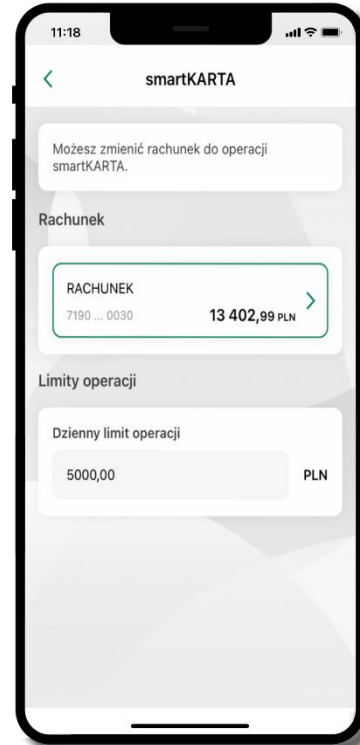 11:18
smartKARTA
Możesz zmienić rachunek do operacji
smartKARTA.
Rachunek
RACHUNEK
7190 ... 0030
13 402,99 PLN
Limity operacji
Dzienny limit operacji
5000,00 PLN